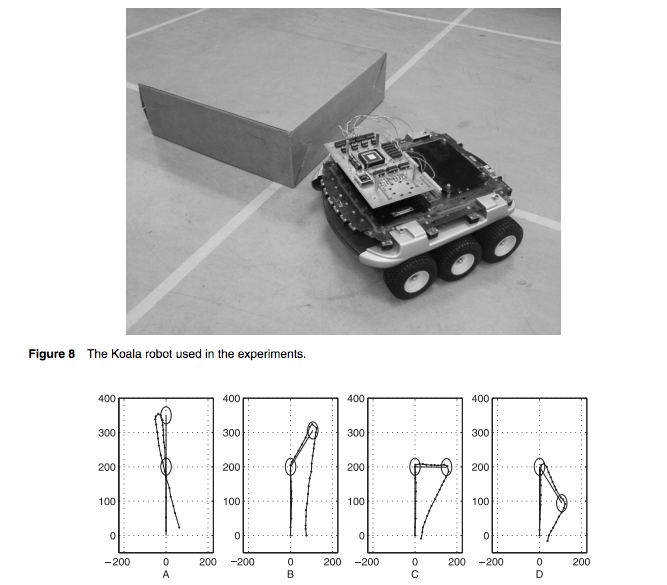 Figure 8 The Koala robot used in the experiments.
400 400 400 400
300 300 300 300
200 200 200 200
100 100 100 100
0 0 0 0
−200 0 200 −200 0 200 −200 0 200 −200 0 200
A B C D